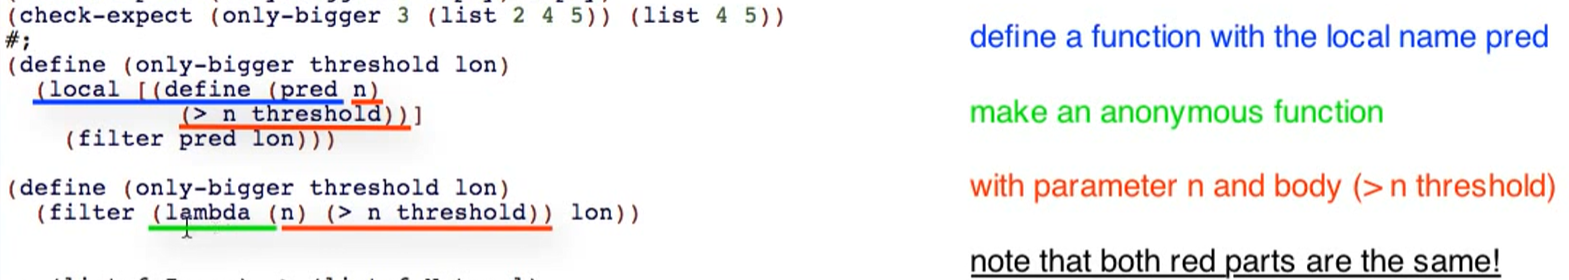 (check-expect (only-bigger 3 (list 2 4 5)) (list 4 5))
#;
(define (only-bigger threshold lon)
(local [(define (pred n)
(> n threshold))]
(filter pred lon)))
(define (only-bigger threshold lon)
(filter (lambda (n) (> n threshold)) lon))
define a function with the local name pred
make an anonymous function
with parameter n and body (> n threshold)
note that both red parts are the same!